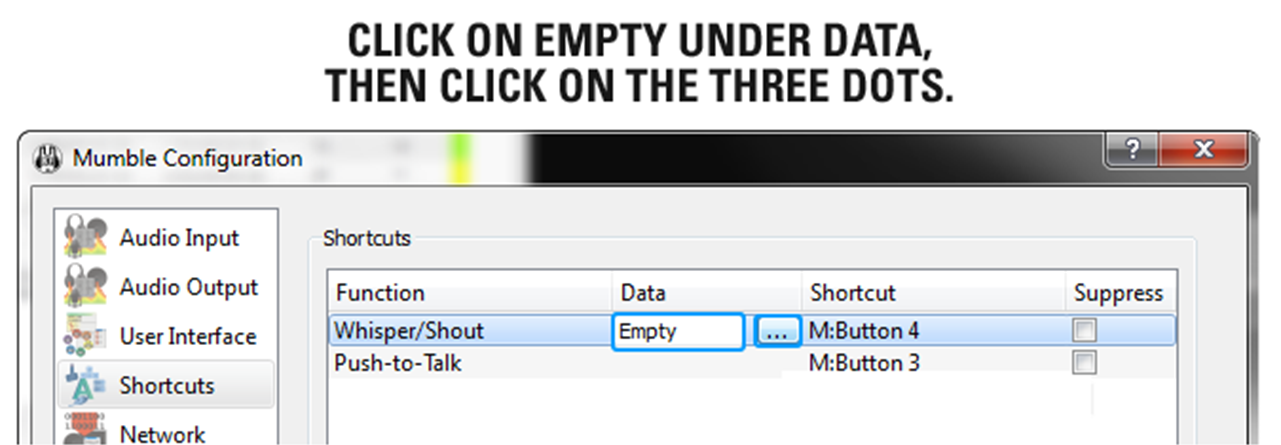 CLICK ON EMPTY UNDER DATA,
THEN CLICK ON THE THREE DOTS.
Mumble Configuration
?
X
Audio Input
Audio Output
User Interface
Shortcuts
Network
Shortcuts
Function Data Shortcut Suppress
Whisper/Shout Empty ... M:Button 4
Push-to-Talk M:Button 3